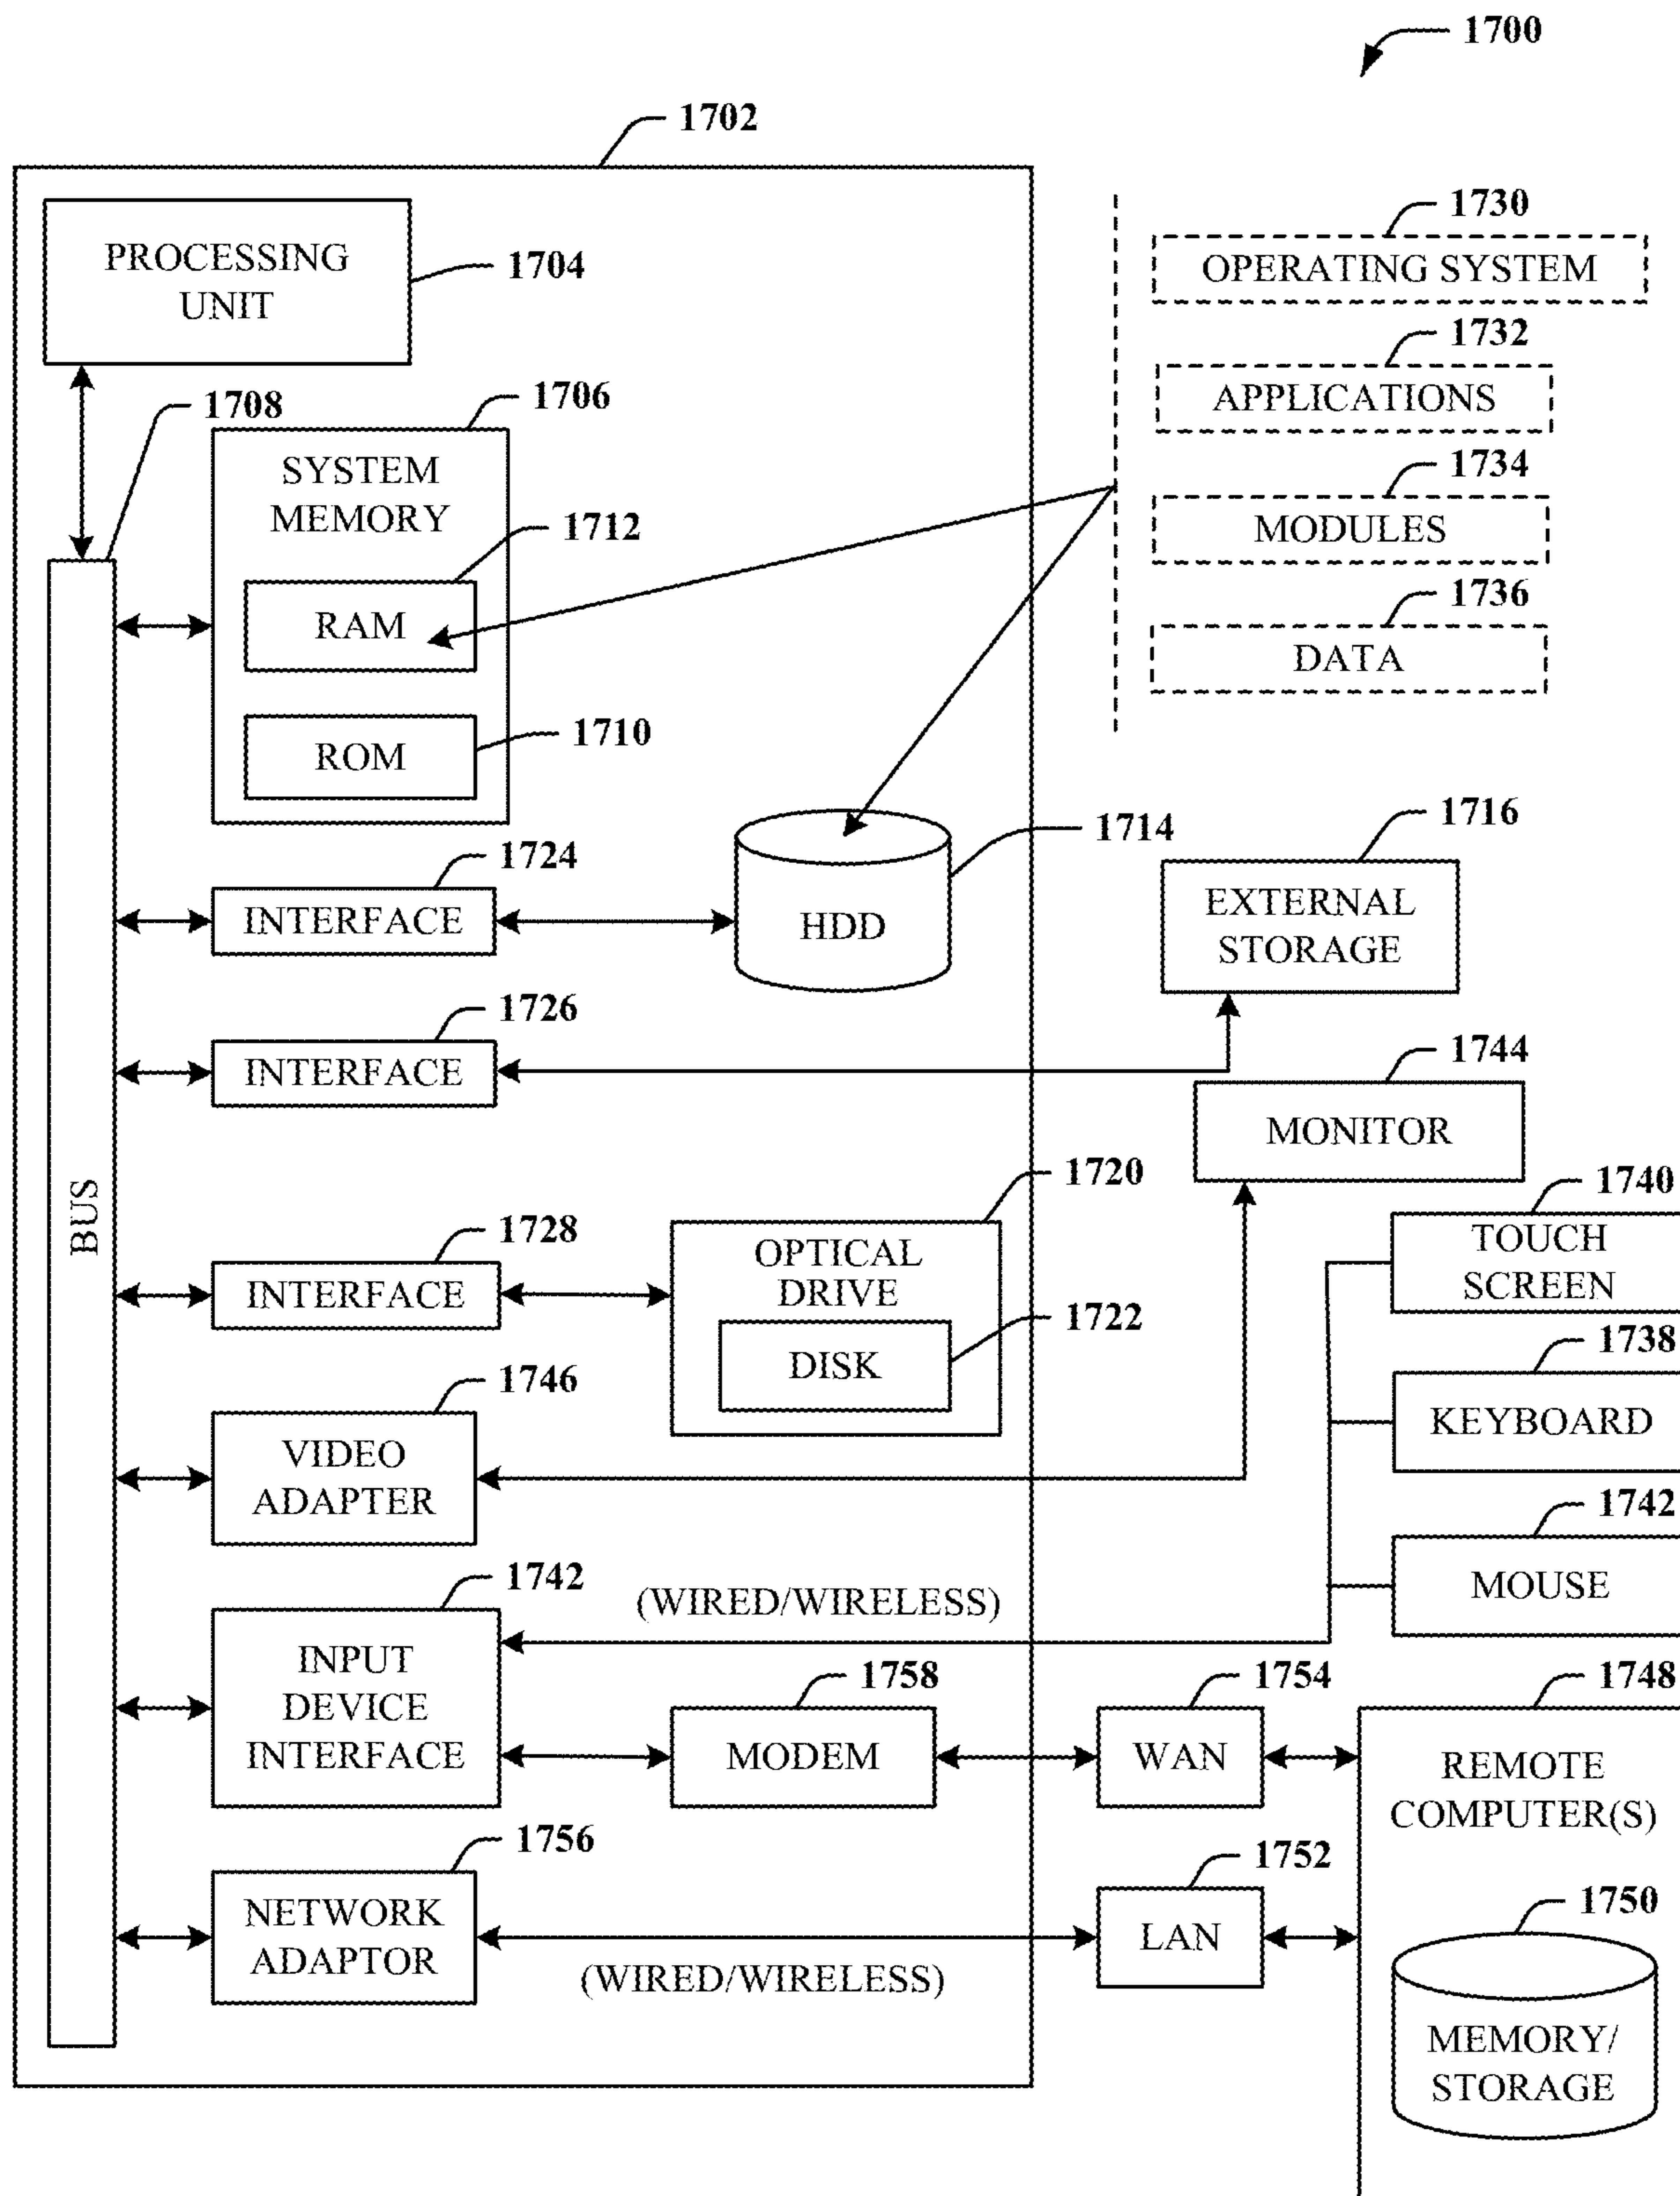 1700
1702
PROCESSING
UNIT
1704
1730
OPERATING SYSTEM
1732
APPLICATIONS
1734
MODULES
1736
DATA
1708
1706
SYSTEM
MEMORY
1712
RAM
1710
ROM
1724
INTERFACE
1714
HDD
1716
EXTERNAL
STORAGE
1726
INTERFACE
1744
MONITOR
BUS
1728
INTERFACE
1720
OPTICAL
DRIVE
1722
DISK
1740
TOUCH
SCREEN
1738
KEYBOARD
1742
MOUSE
1746
VIDEO
ADAPTER
1742
INPUT
DEVICE
INTERFACE
(WIRED/WIRELESS)
1758
MODEM
1754
WAN
1748
REMOTE
COMPUTER(S)
1756
NETWORK
ADAPTOR
(WIRED/WIRELESS)
1752
LAN
1750
MEMORY/
STORAGE